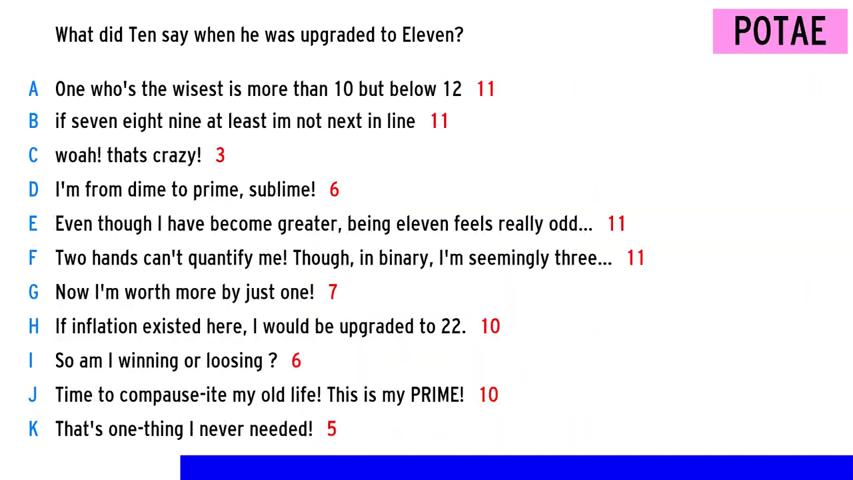 What did Ten say when he was upgraded to Eleven?
POTAE
A One who's the wisest is more than 10 but below 12 11
B if seven eight nine at least im not next in line 11
C woah! thats crazy! 3
D I'm from dime to prime, sublime! 6
E Even though I have become greater, being eleven feels really odd... 11
F Two hands can't quantify me! Though, in binary, I'm seemingly three... 11
G Now I'm worth more by just one! 7
H If inflation existed here, I would be upgraded to 22. 10
I So am I winning or loosing ? 6
J Time to compause-ite my old life! This is my PRIME! 10
K That's one-thing I never needed! 5